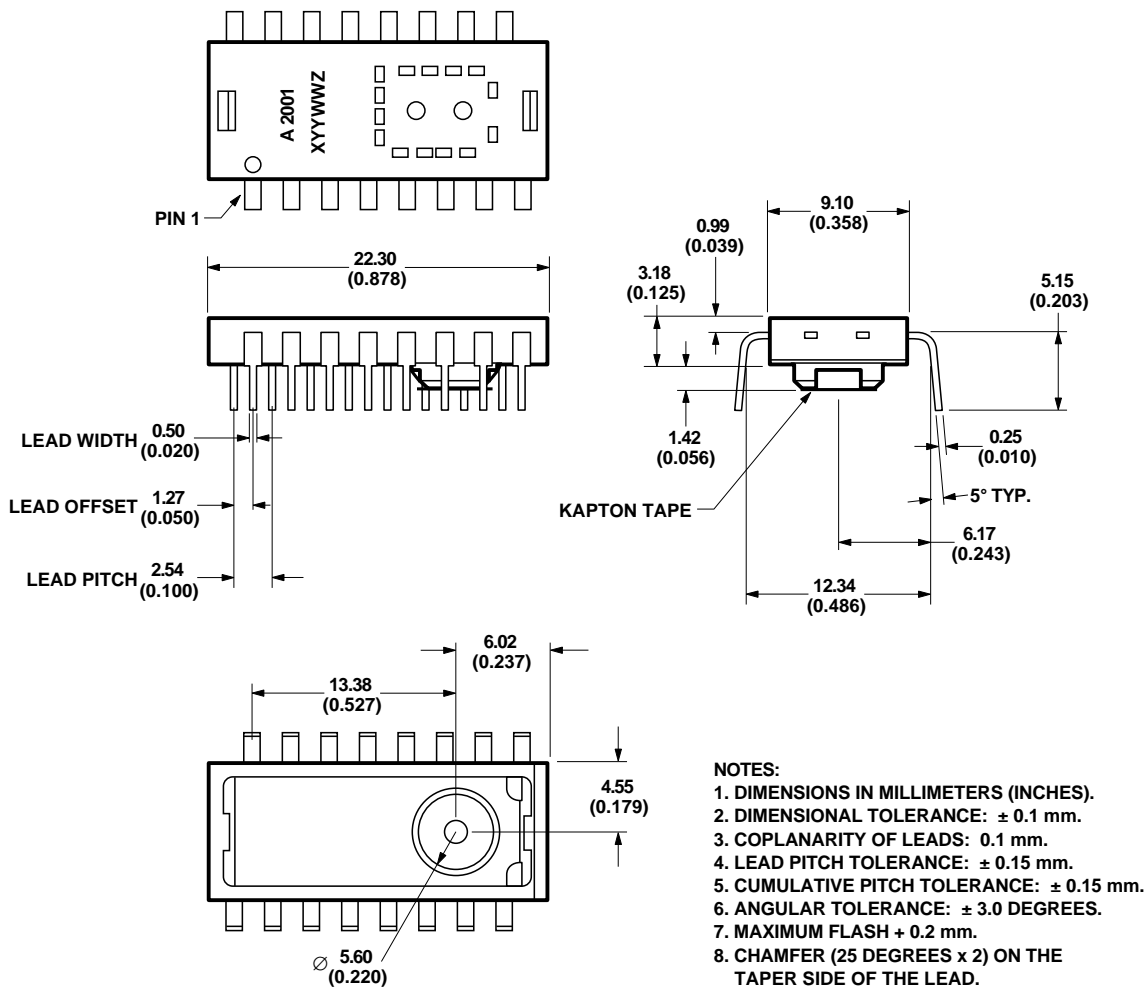 A 2001
XYYWWZ
PIN 1
22.30
(0.878)
9.10
(0.358)
0.99
(0.039)
3.18
(0.125)
5.15
(0.203)
LEAD WIDTH 0.50
(0.020)
1.42
(0.056)
0.25
(0.010)
LEAD OFFSET 1.27
(0.050)
KAPTON TAPE
5° TYP.
6.17
(0.243)
LEAD PITCH 2.54
(0.100)
12.34
(0.486)
6.02
(0.237)
13.38
(0.527)
4.55
(0.179)
∅ 5.60
(0.220)
NOTES:
1. DIMENSIONS IN MILLIMETERS (INCHES).
2. DIMENSIONAL TOLERANCE: ± 0.1 mm.
3. COPLANARITY OF LEADS: 0.1 mm.
4. LEAD PITCH TOLERANCE: ± 0.15 mm.
5. CUMULATIVE PITCH TOLERANCE: ± 0.15 mm.
6. ANGULAR TOLERANCE: ± 3.0 DEGREES.
7. MAXIMUM FLASH + 0.2 mm.
8. CHAMFER (25 DEGREES x 2) ON THE
TAPER SIDE OF THE LEAD.